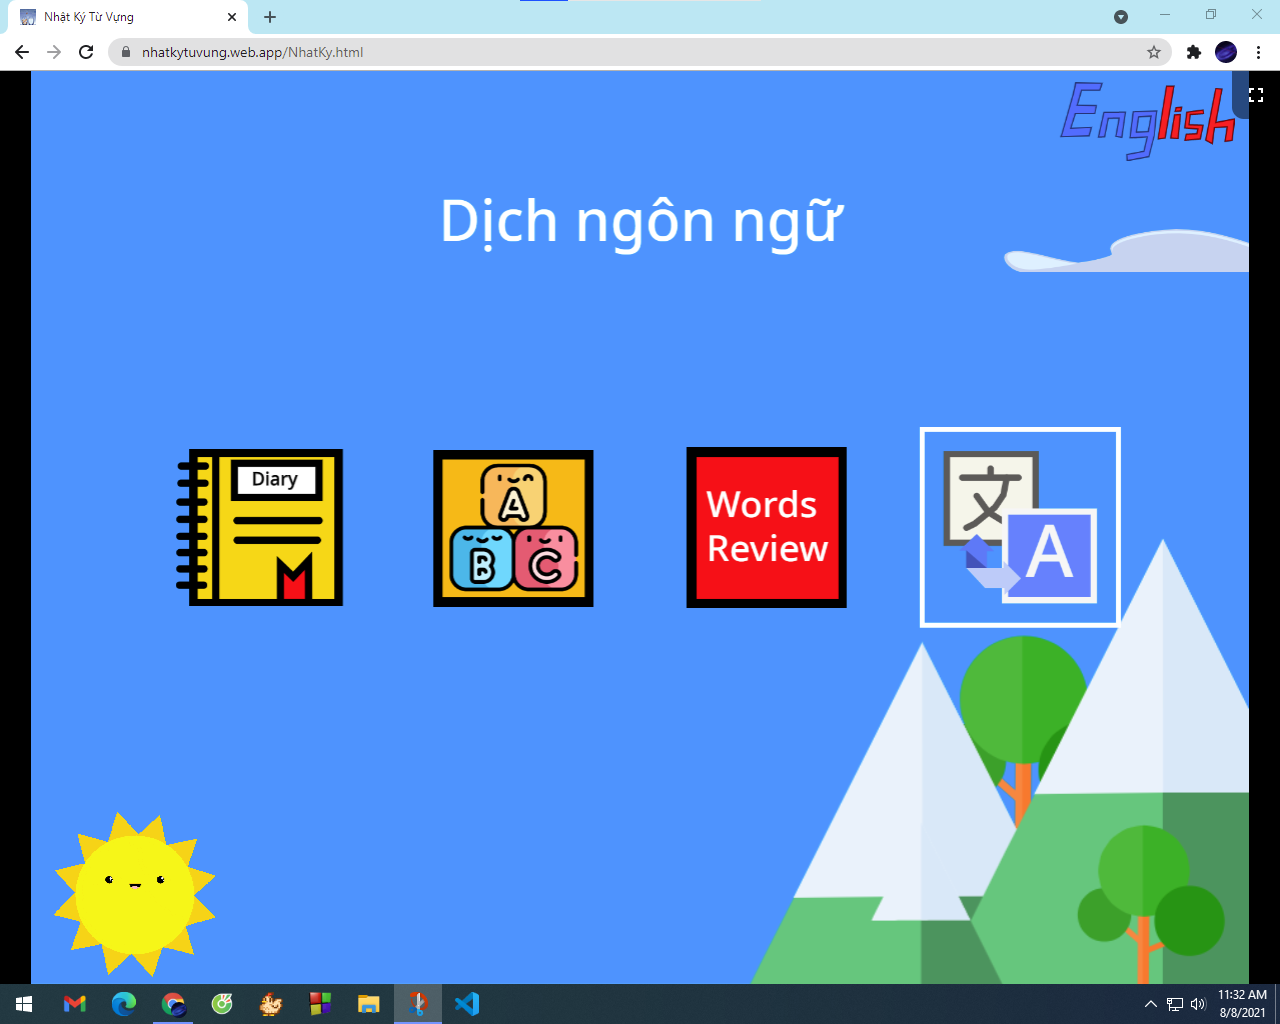 Nhật Ký Từ Vựng
nhatkytuvung.web.app/NhatKy.html
English
Dịch ngôn ngữ
Diary
A
B C
Words
Review
文
A
11:32 AM
8/8/2021